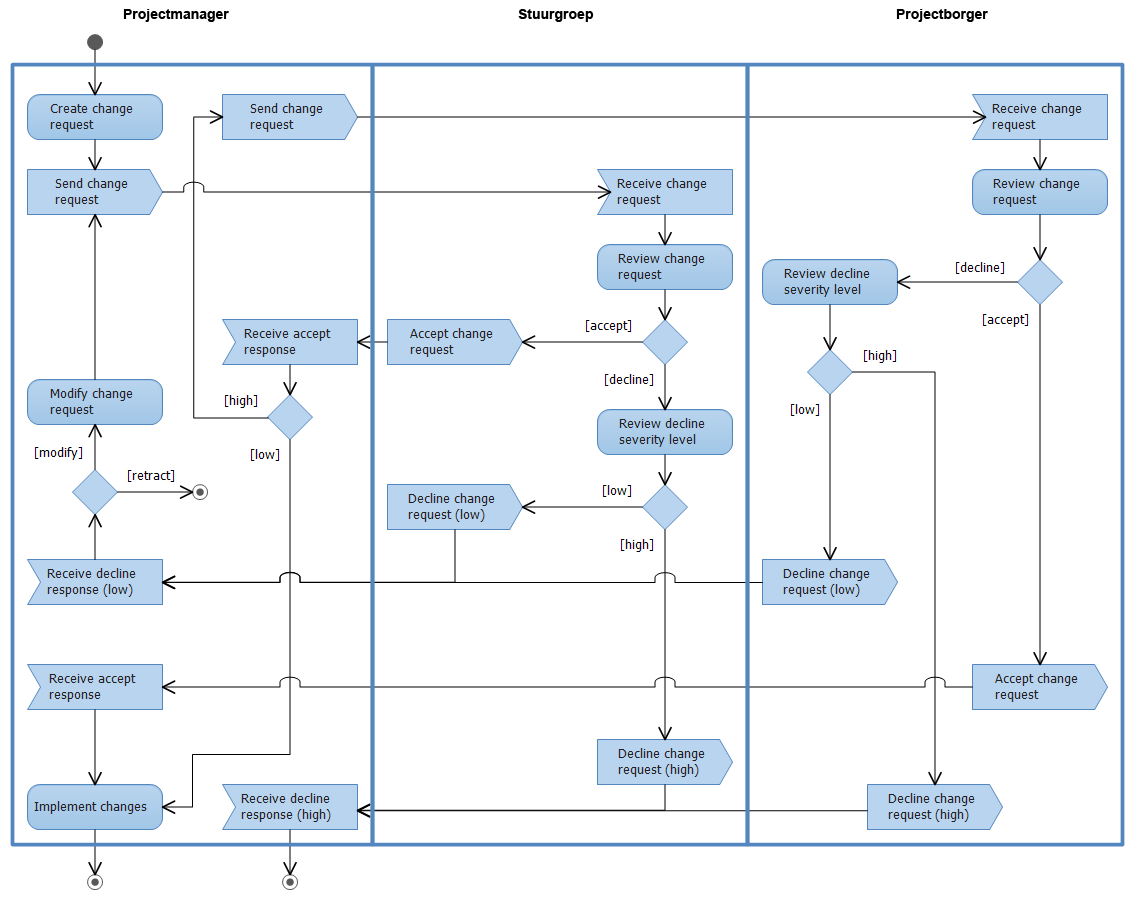 Projectmanager
Stuurgroep
Projectborger
Create change
request
Send change
request
Receive change
request
Send change
request
Receive change
request
Review change
request
Review change
request
[decline]
Review decline
severity level
[accept]
[accept]
Receive accept
response
Accept change
request
[high]
[decline]
Modify change
request
[high]
[low]
Review decline
severity level
[modify]
[low]
[retract]
[low]
Decline change
request (low)
[high]
Receive decline
response (low)
Decline change
request (low)
Receive accept
response
Accept change
request
Decline change
request (high)
Implement changes
Receive decline
response (high)
Decline change
request (high)